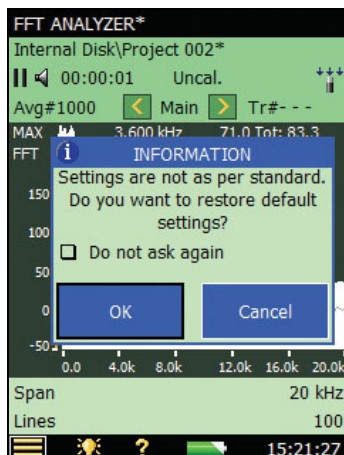 FFT ANALYZER*
Internal Disk\Project 002*
00:00:01 Uncal.
Avg#1000 < Main > Tr#- - -
MAX 3.600 kHz 71.0 Tot: 83.3
FFT
i INFORMATION
Settings are not as per standard.
Do you want to restore default
settings?
Do not ask again
OK Cancel
150
100
50
0
-50
0.0 4.0k 8.0k 12.0k 16.0k 20.0k
Span 20 kHz
Lines 100
? 15:21:27